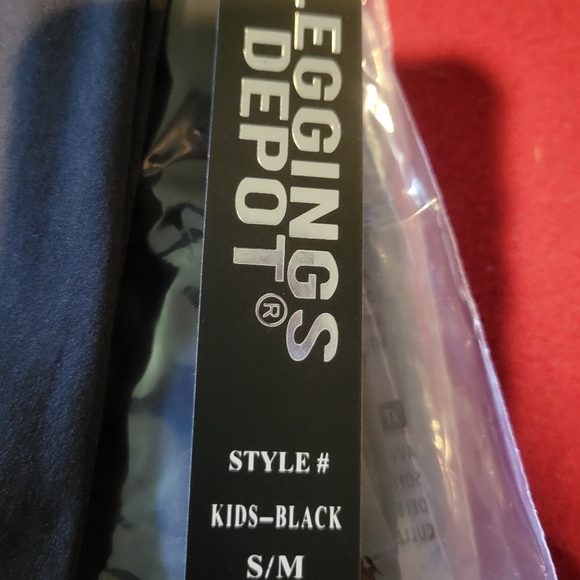 LEGGINGS
DEPOT®
STYLE #
KIDS-BLACK
S/M